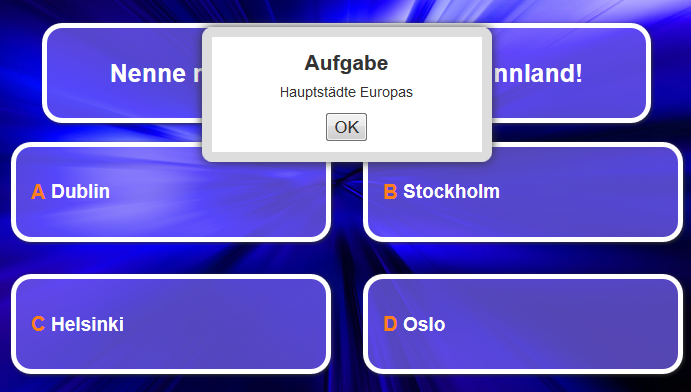 Aufgabe
Hauptstädte Europas
OK
Nenne nnland!
A Dublin
B Stockholm
C Helsinki
D Oslo